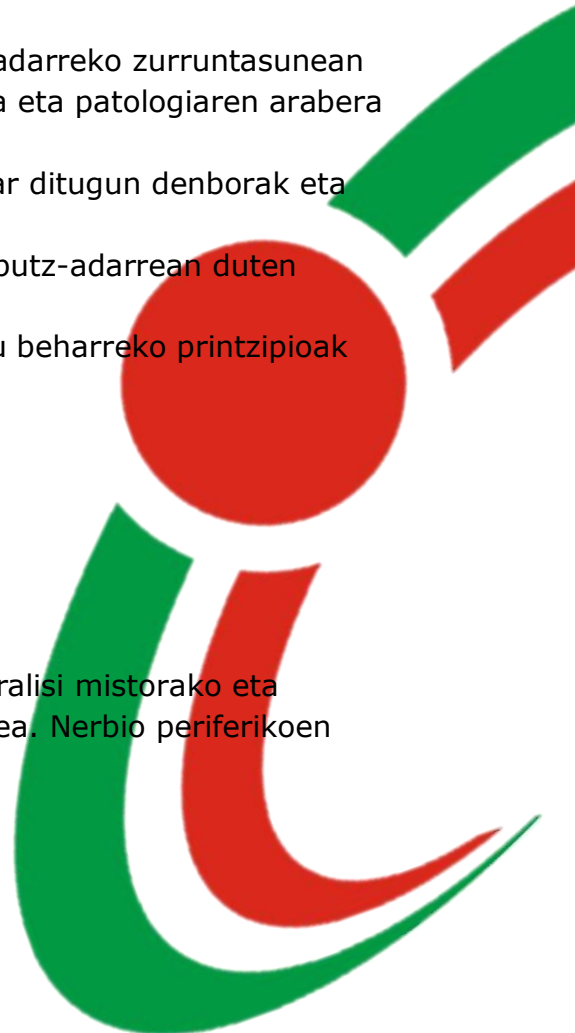 adarreko zurruntasunean
a eta patologiaren arabera
ar ditugun denborak eta
putz-adarrean duten
u beharreko printzipioak
ralisi mistorako eta
ea. Nerbio periferikoen